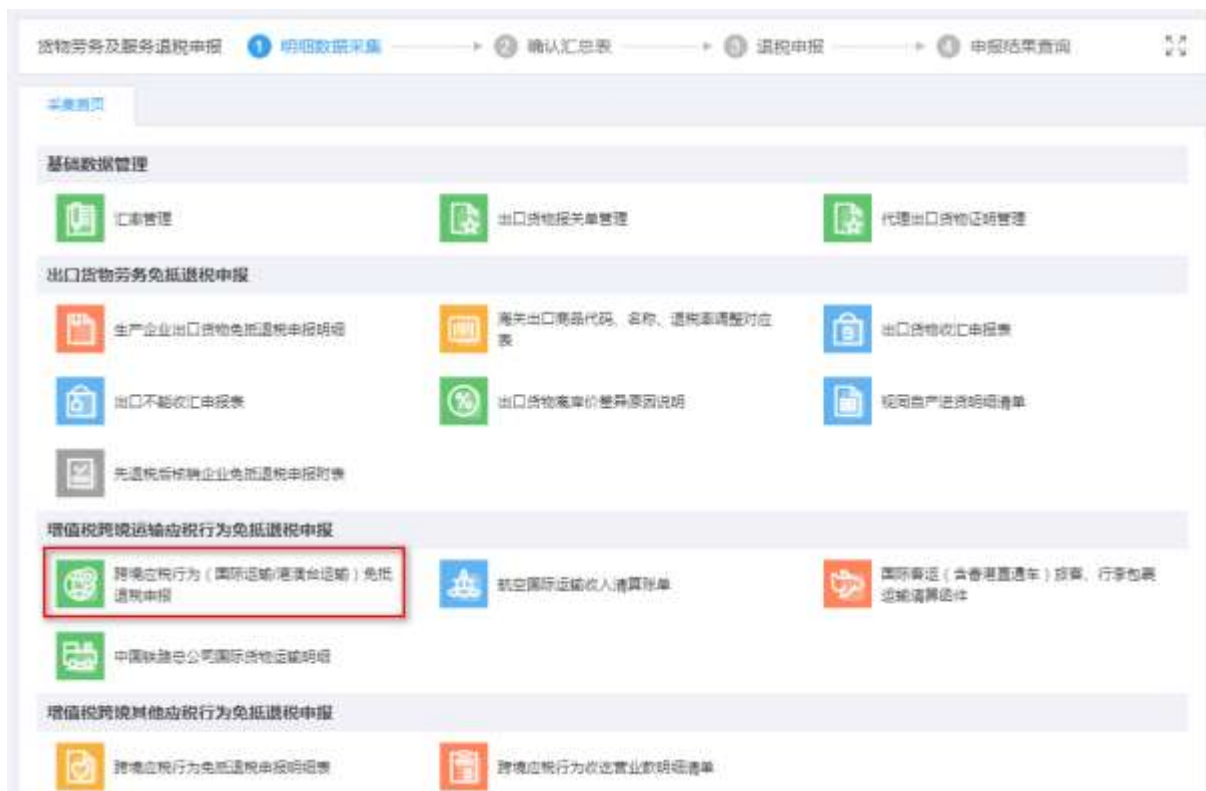 货物劳务及服务退税申报 1 明细数据采集 2 确认汇总表 3 退税申报 4 申报结果查询
采集首页
基础数据管理
汇率管理 出口货物报关单管理 代理出口货物证明管理
出口货物劳务免抵退税申报
生产企业出口货物免抵退税申报明细 海关出口商品代码、名称、退税率调整对应
表 出口货物收汇申报表
出口不能收汇申报表 出口货物离岸价差异原因说明 视同自产进货明细清单
先退税后核销企业免抵退税申报附表
增值税跨境运输应税行为免抵退税申报
跨境应税行为（国际运输/港澳台运输）免抵
退税申报
航空国际运输收入清算账单
国际客运（含香港直通车）旅客、行李包裹
运输清算函件
中国铁路总公司国际货物运输明细
增值税跨境其他应税行为免抵退税申报
跨境应税行为免抵退税申报明细表 跨境应税行为收讫营业款明细清单